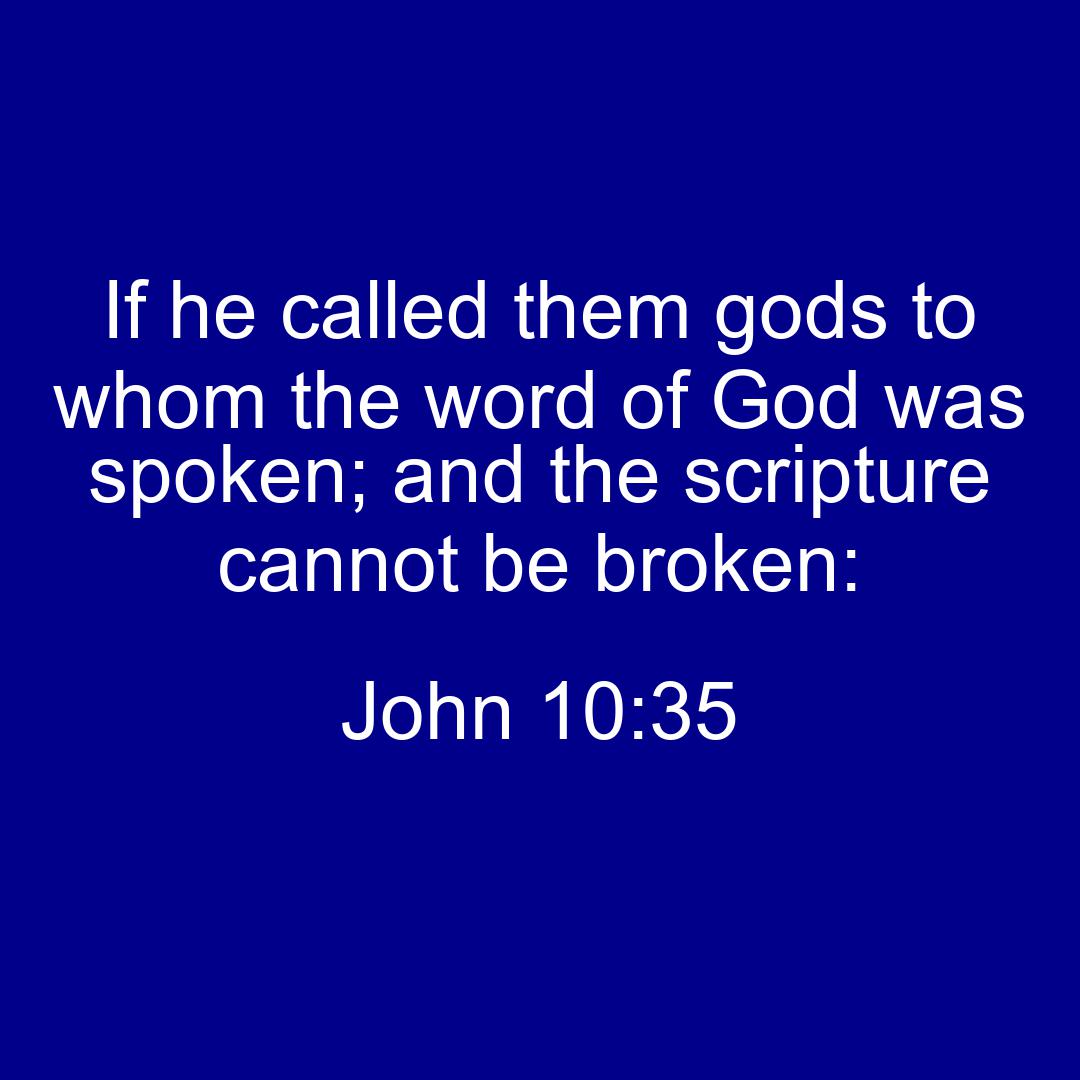 If he called them gods to
whom the word of God was
spoken; and the scripture
cannot be broken:
John 10:35